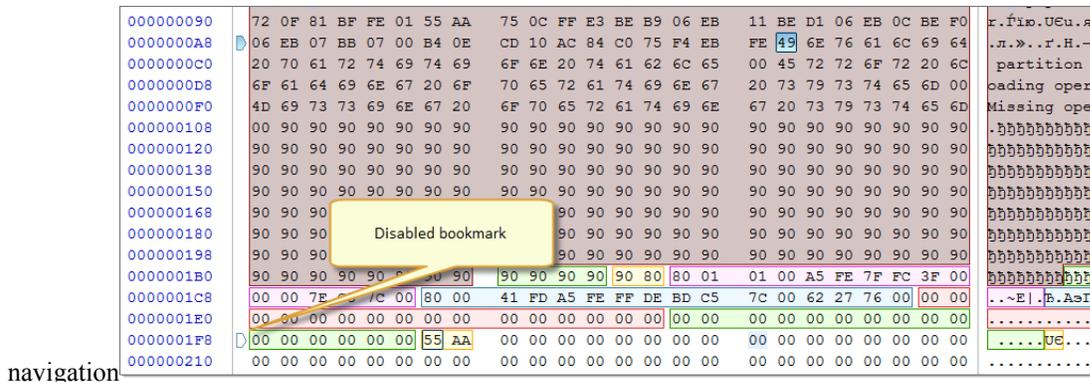 000000090 72 0F 81 BF FE 01 55 AA 75 0C FF E3 BE B9 06 EB 11 BE D1 06 EB 0C BE F0 r.Ѓїю.UЄu.я
0000000A8 06 EB 07 BB 07 00 B4 0E CD 10 AC 84 C0 75 F4 EB FE 49 6E 76 61 6C 69 64 .л.»..ґ.Н.¬
0000000C0 20 70 61 72 74 69 74 69 6F 6E 20 74 61 62 6C 65 00 45 72 72 6F 72 20 6C partition
0000000D8 6F 61 64 69 6E 67 20 6F 70 65 72 61 74 69 6E 67 20 73 79 73 74 65 6D 00 oading oper
0000000F0 4D 69 73 73 69 6E 67 20 6F 70 65 72 61 74 69 6E 67 20 73 79 73 74 65 6D Missing ope
000000108 00 90 90 90 90 90 90 90 90 90 90 90 90 90 90 90 90 90 90 90 90 90 90 90 .ђђђђђђђђђђ
000000120 90 90 90 90 90 90 90 90 90 90 90 90 90 90 90 90 90 90 90 90 90 90 90 90 ђђђђђђђђђђђ
000000138 90 90 90 90 90 90 90 90 90 90 90 90 90 90 90 90 90 90 90 90 90 90 90 90 ђђђђђђђђђђђ
000000150 90 90 90 90 90 90 90 90 90 90 90 90 90 90 90 90 90 90 90 90 90 90 90 90 ђђђђђђђђђђђ
000000168 90 90 90 90 90 90 90 90 90 90 90 90 90 90 90 90 90 90 ђђђђђђђђђђђ
000000180 90 90 90 90 90 90 90 90 90 90 90 90 90 90 90 90 90 90 ђђђђђђђђђђђ
Disabled bookmark
000000198 90 90 90 90 90 90 90 90 90 90 90 90 90 90 90 90 90 90 ђђђђђђђђђђђ
0000001B0 90 90 90 90 90 90 90 90 90 90 90 90 80 80 01 01 00 A5 FE 7F FC 3F 00 ђђђђђђђђ
0000001C8 00 00 7E 7C 00 80 00 41 FD A5 FE FF DE BD C5 7C 00 62 27 76 00 00 00 ..~Е|.Ђ.Аэ
0000001E0 00 00 00 00 00 00 00 00 00 00 00 00 00 00 00 00 00 00 00 00 00 00 00 00 ...........
0000001F8 00 00 00 00 00 00 55 AA 00 00 00 00 00 00 00 00 00 00 00 00 00 00 00 00 ......UЄ...
000000210 00 00 00 00 00 00 00 00 00 00 00 00 00 00 00 00 00 00 00 00 00 00 00 00 ...........
navigation